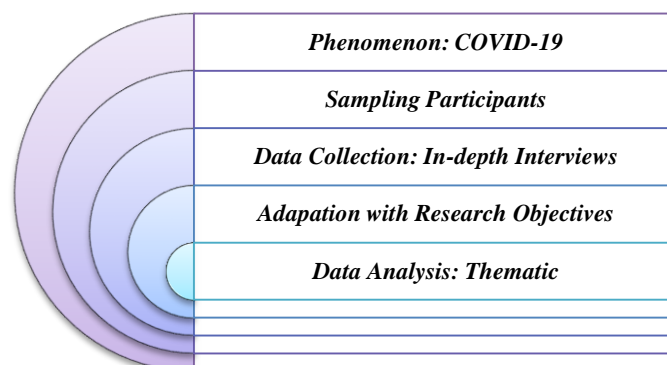 Phenomenon: COVID-19
Sampling Participants
Data Collection: In-depth Interviews
Adapation with Research Objectives
Data Analysis: Thematic